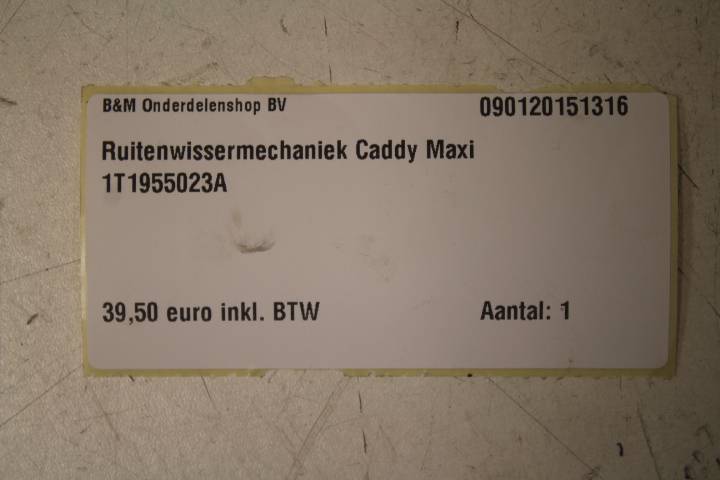 B&M Onderdelenshop BV 090120151316
Ruitenwissermechaniek Caddy Maxi
1T1955023A
39,50 euro inkl. BTW Aantal: 1